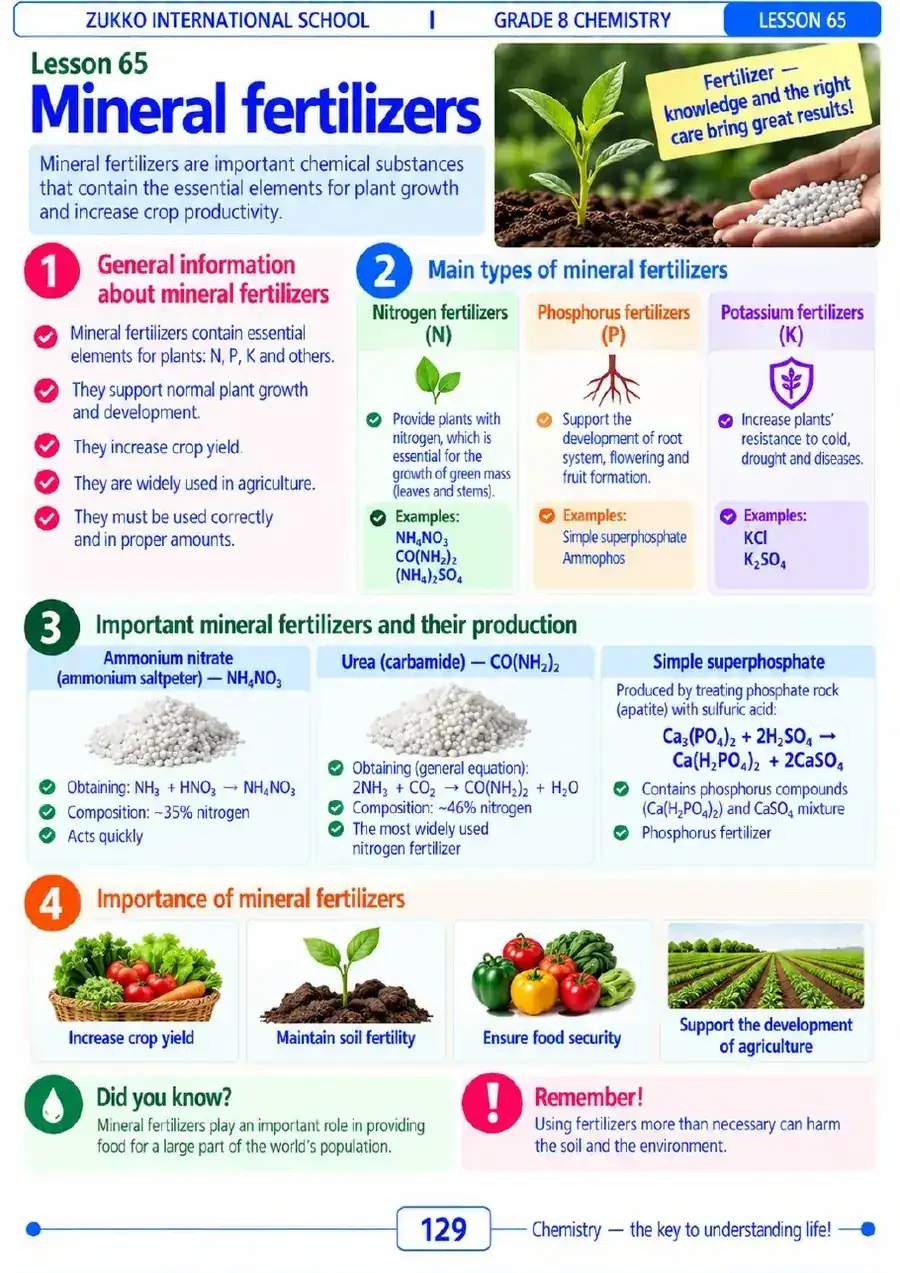 ZUKKO INTERNATIONAL SCHOOL | GRADE 8 CHEMISTRY LESSON 65
Lesson 65
Mineral fertilizers
Mineral fertilizers are important chemical substances
that contain the essential elements for plant growth
and increase crop productivity.
Fertilizer —
knowledge and the right
care bring great results!
1 General information
about mineral fertilizers
Mineral fertilizers contain essential
elements for plants: N, P, K and others.
They support normal plant growth
and development.
They increase crop yield.
They are widely used in agriculture.
They must be used correctly
and in proper amounts.
2 Main types of mineral fertilizers
Nitrogen fertilizers
(N)
Provide plants with
nitrogen, which is
essential for the
growth of green mass
(leaves and stems).
Examples:
NH₄NO₃
CO(NH₂)₂
(NH₄)₂SO₄
Phosphorus fertilizers
(P)
Support the
development of root
system, flowering and
fruit formation.
Examples:
Simple superphosphate
Ammophos
Potassium fertilizers
(K)
Increase plants’
resistance to cold,
drought and diseases.
Examples:
KCl
K₂SO₄
3 Important mineral fertilizers and their production
Ammonium nitrate
(ammonium saltpeter) — NH₄NO₃
Obtaining: NH₃ + HNO₃ → NH₄NO₃
Composition: ~35% nitrogen
Acts quickly
Urea (carbamide) — CO(NH₂)₂
Obtaining (general equation):
2NH₃ + CO₂ → CO(NH₂)₂ + H₂O
Composition: ~46% nitrogen
The most widely used
nitrogen fertilizer
Simple superphosphate
Produced by treating phosphate rock
(apatite) with sulfuric acid:
Ca₃(PO₄)₂ + 2H₂SO₄ →
Ca(H₂PO₄)₂ + 2CaSO₄
Contains phosphorus compounds
(Ca(H₂PO₄)₂) and CaSO₄ mixture
Phosphorus fertilizer
4 Importance of mineral fertilizers
Increase crop yield
Maintain soil fertility
Ensure food security
Support the development
of agriculture
Did you know?
Mineral fertilizers play an important role in providing
food for a large part of the world’s population.
! Remember!
Using fertilizers more than necessary can harm
the soil and the environment.
129
Chemistry — the key to understanding life!